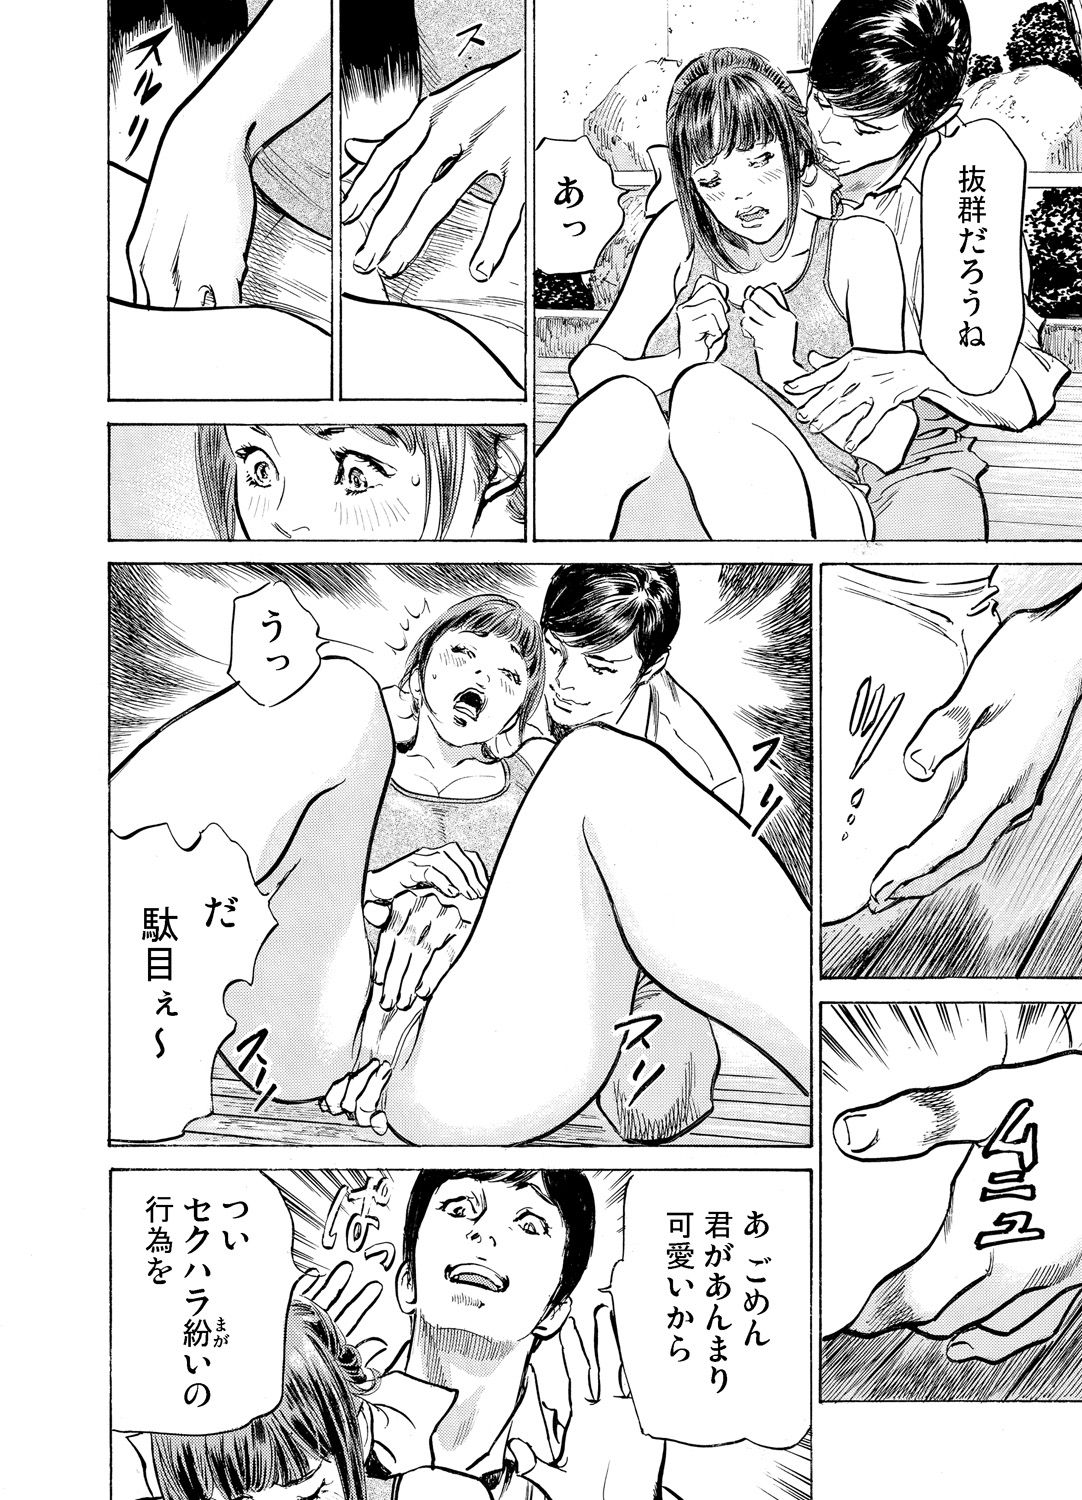 抜群だろうね
あっ
ス
スルリ
ムニュ
うっ
スリ
スリ
スリ
だ
駄目ぇ〜
あ ごめん
君があんまり
可愛いから
ぱっ
つい
セクハラ紛いの
まが
行為を